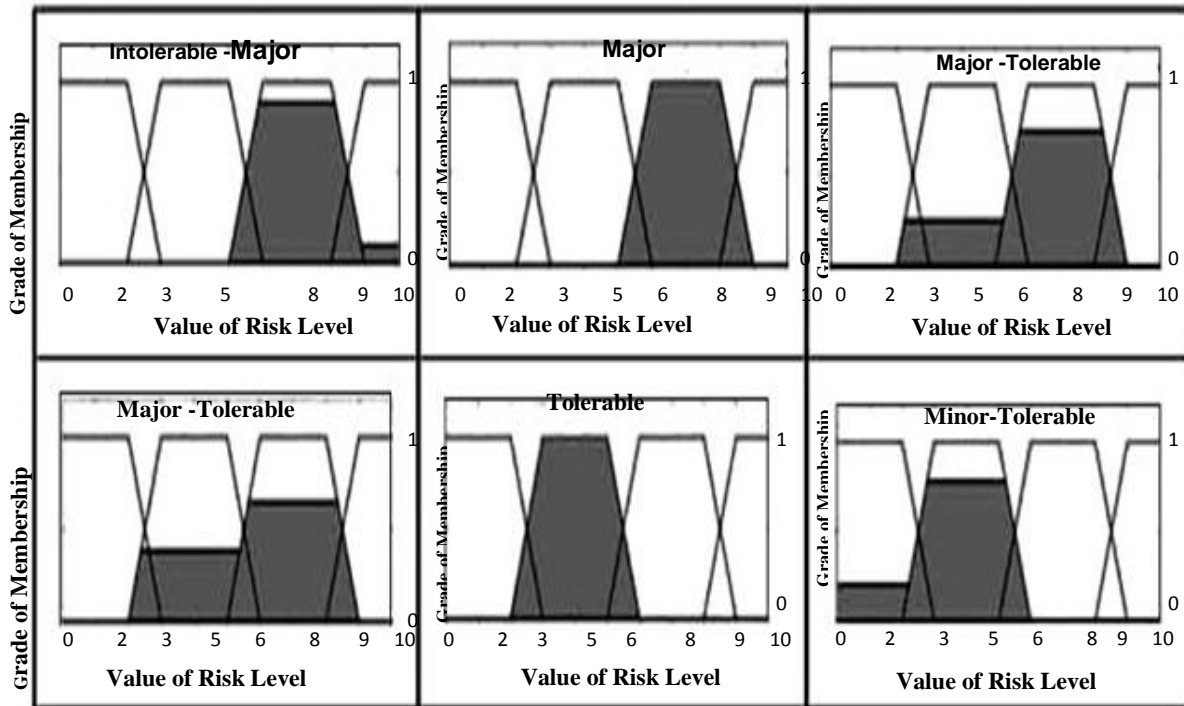 Intolerable -Major
Grade of Membership
1
0
0 2 3 5 8 9 10
Value of Risk Level
Major
Grade of Membership
1
0
0 2 3 5 8 9 10
Value of Risk Level
Major -Tolerable
Grade of Membership
1
0
0 2 3 5 6 8 9 10
Value of Risk Level
Major -Tolerable
Grade of Membership
1
0
0 2 3 5 6 8 9 10
Value of Risk Level
Tolerable
Grade of Membership
1
0
0 2 3 5 6 8 9 10
Value of Risk Level
Minor-Tolerable
Grade of Membership
1
0
0 2 3 5 6 8 9 10
Value of Risk Level